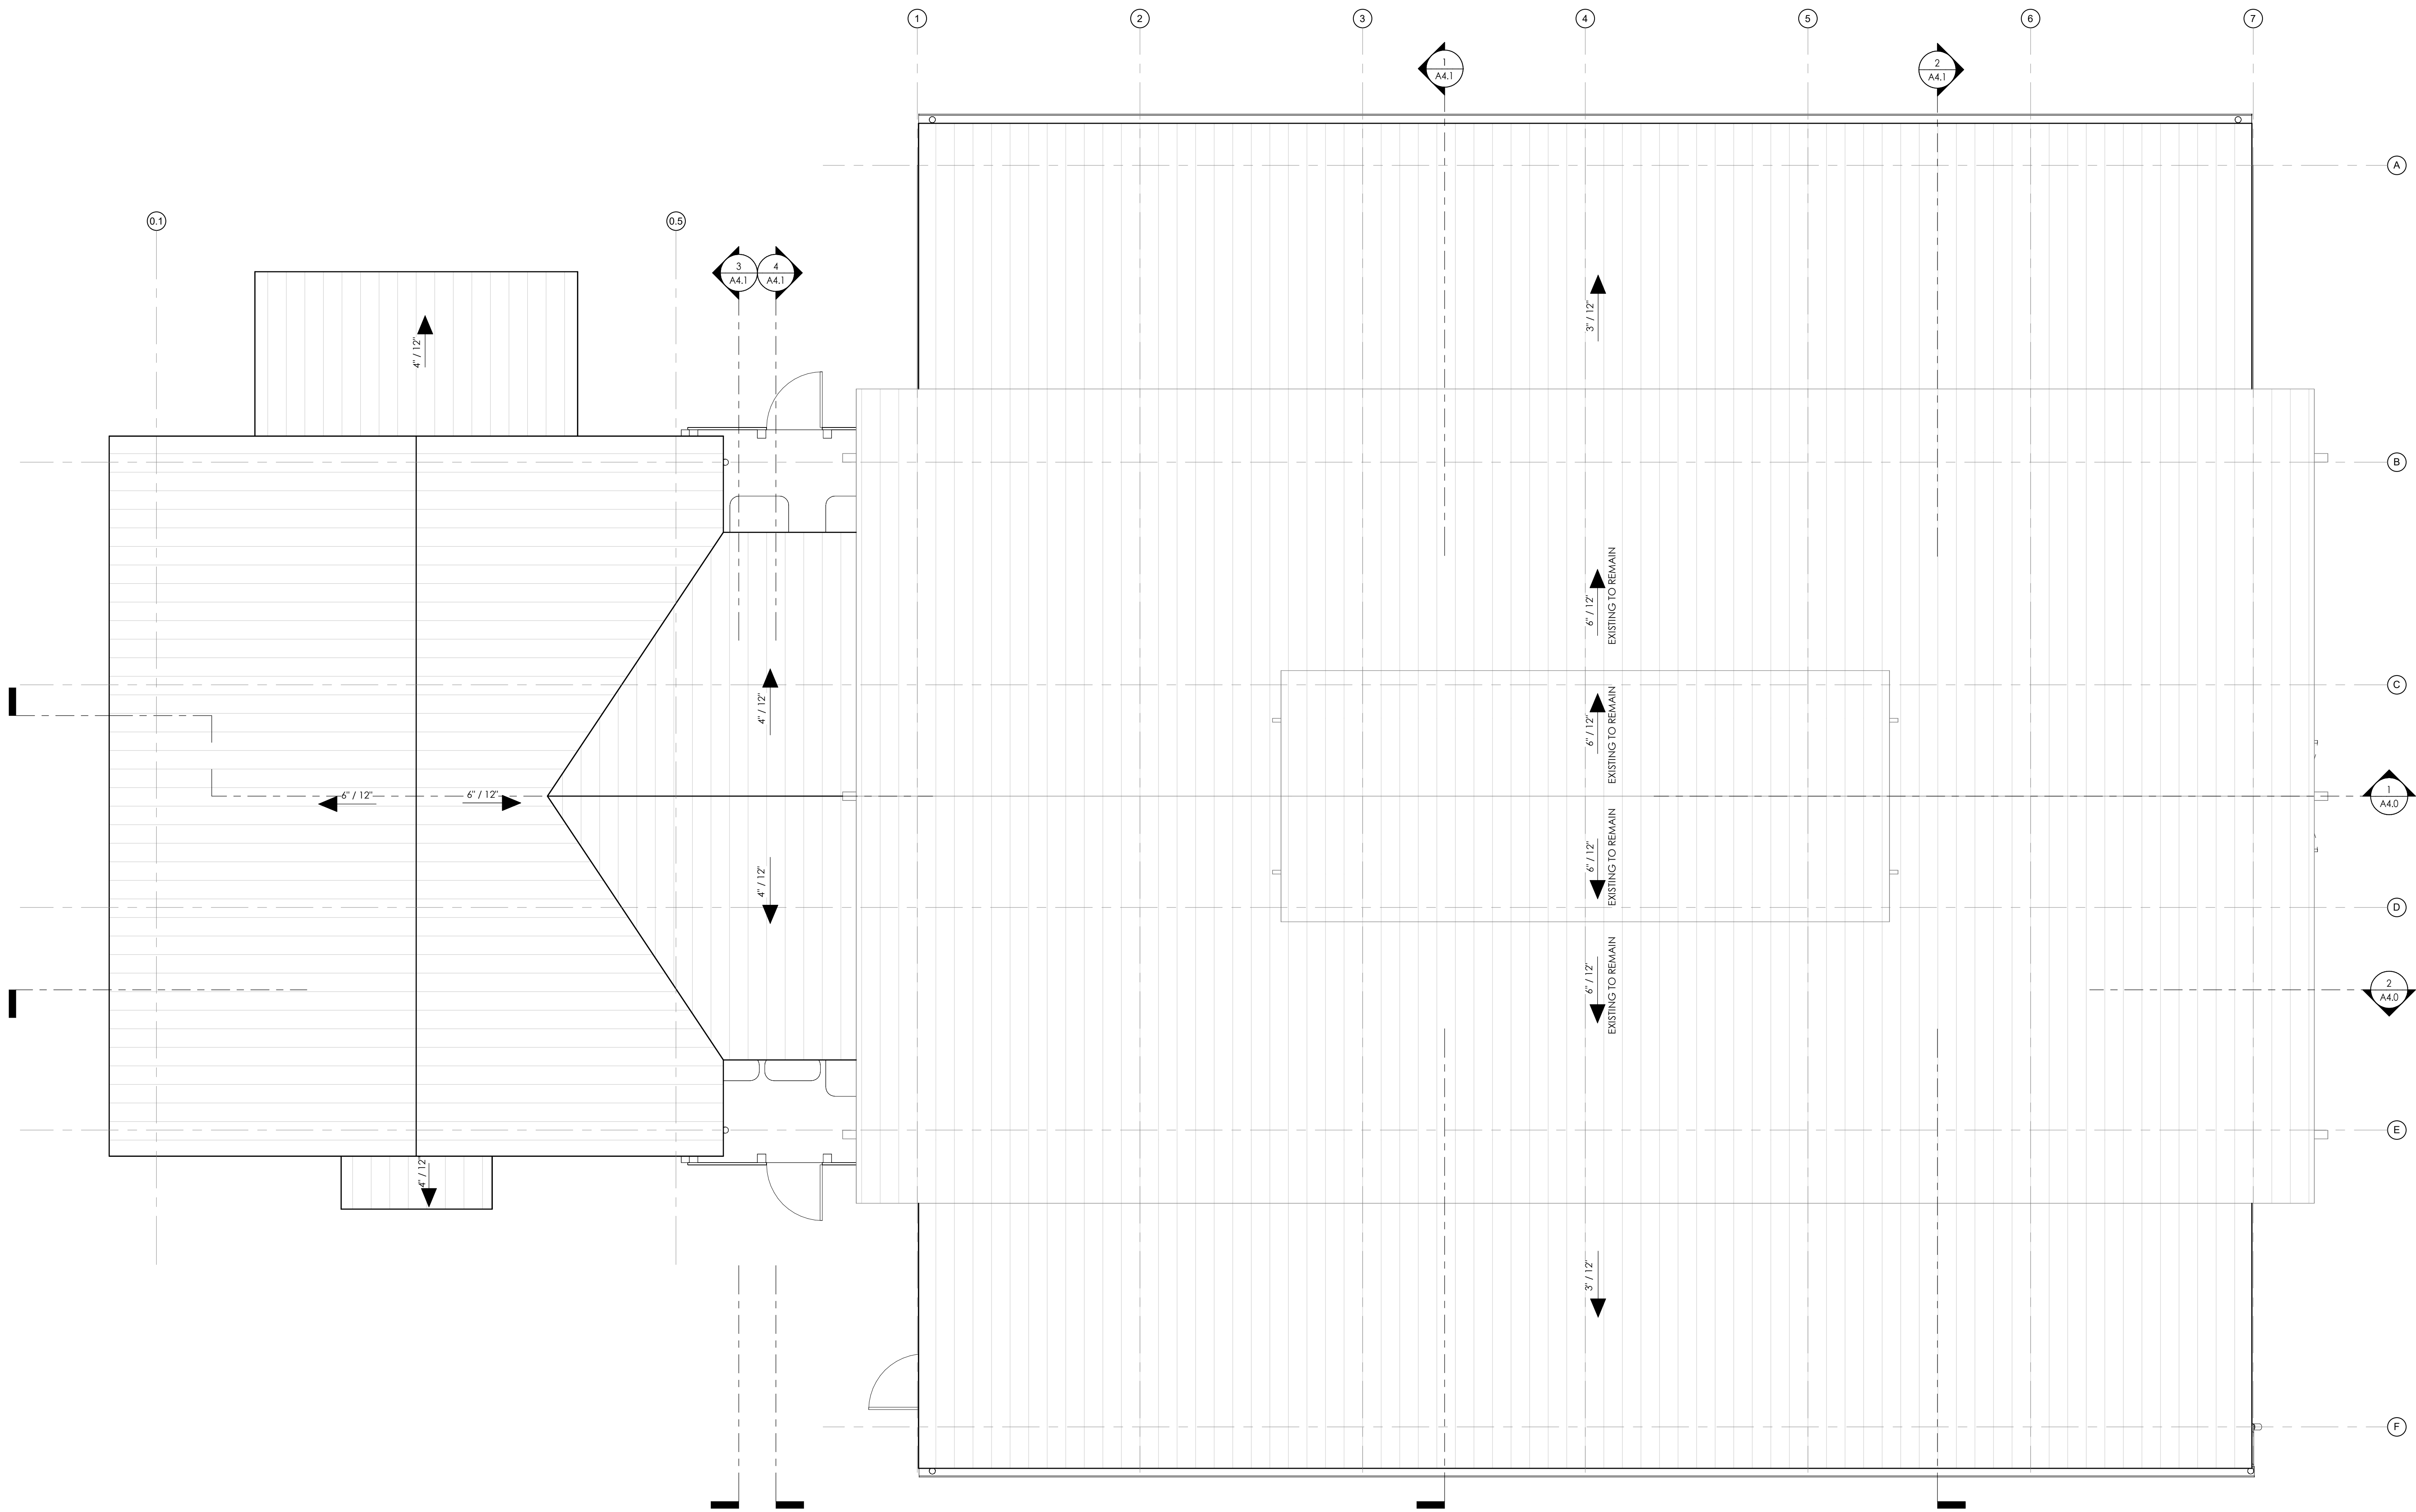 1
2
3
4
5
6
7
1
A4.1
2
A4.1
A
0.1
0.5
3
A4.1
4
A4.1
3" / 12"
4" / 12"
B
6" / 12"
EXISTING TO REMAIN
C
4" / 12"
6" / 12"
EXISTING TO REMAIN
6" / 12"
6" / 12"
1
A4.0
4" / 12"
6" / 12"
EXISTING TO REMAIN
D
6" / 12"
EXISTING TO REMAIN
2
A4.0
E
4" / 12"
3" / 12"
F